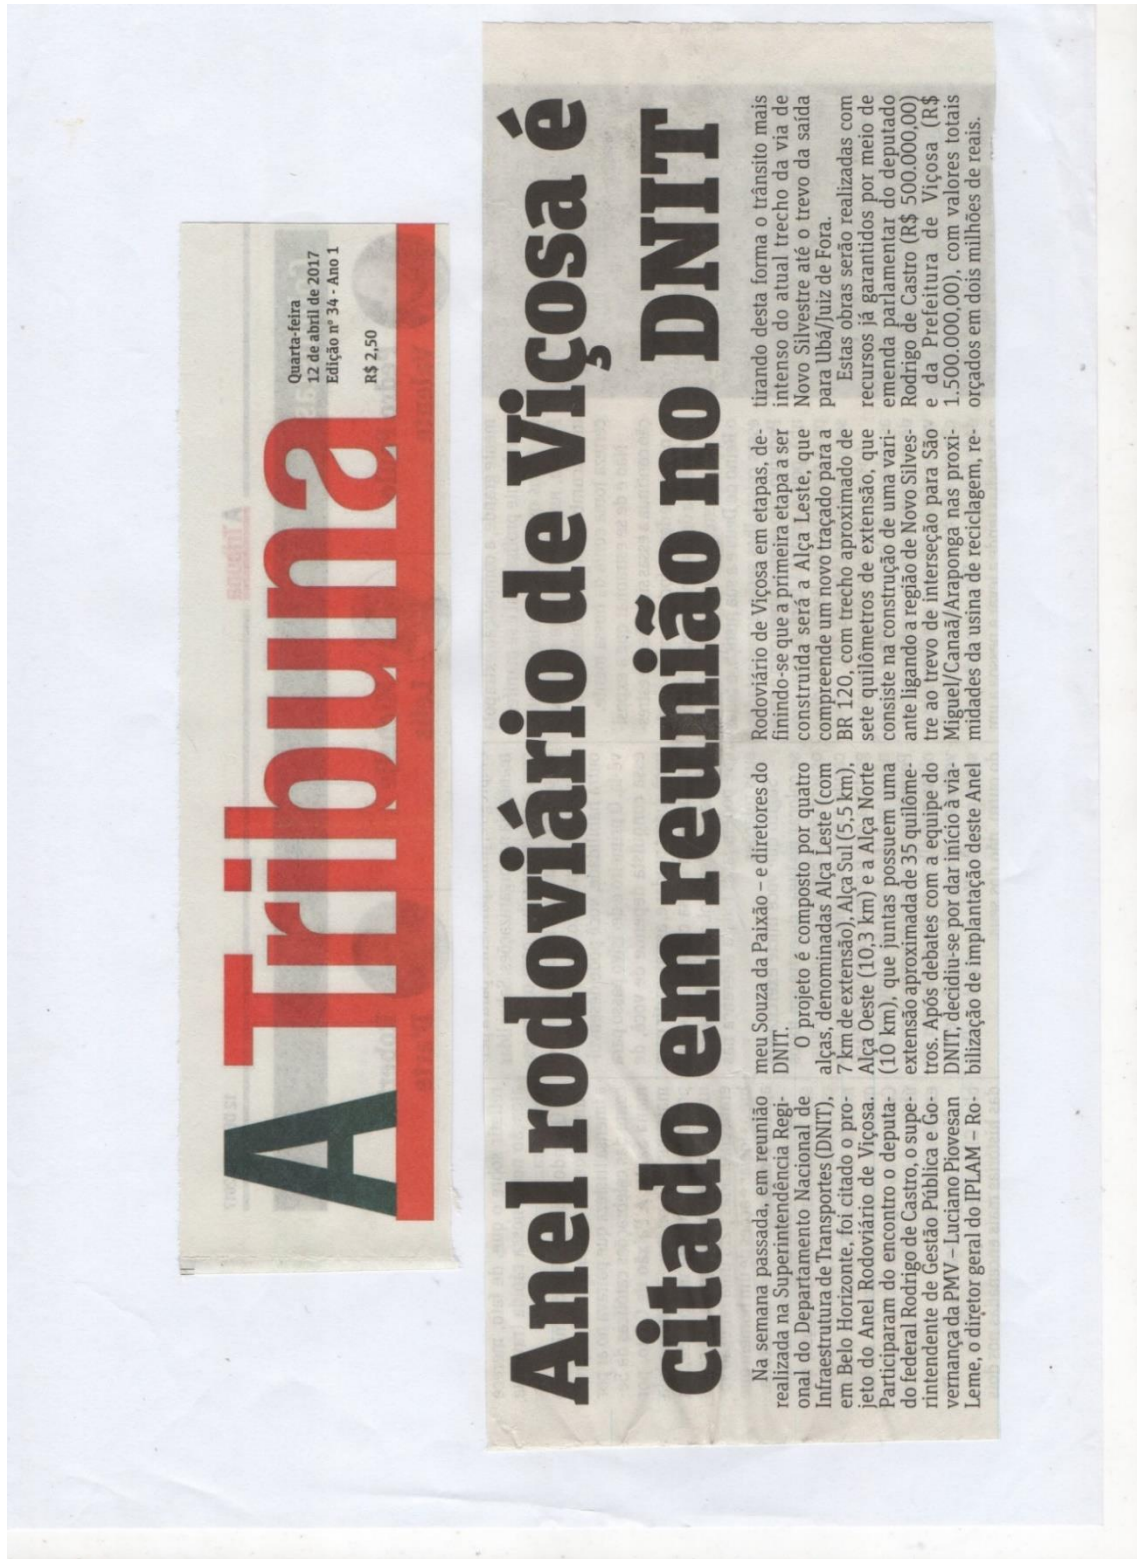 A Tribuna
Quarta-feira
12 de abril de 2017
Edição nº 34 - Ano 1
R$ 2,50
Anel rodoviário de Viçosa é
citado em reunião no DNIT
Na semana passada, em reunião
realizada na Superintendência Regi-
onal do Departamento Nacional de
Infraestrutura de Transportes (DNIT),
em Belo Horizonte, foi citado o pro-
jeto do Anel Rodoviário de Viçosa.
Participaram do encontro o deputa-
do federal Rodrigo de Castro, o supe-
rintendente de Gestão Pública e Go-
vernança da PMV – Luciano Piovesan
Leme, o diretor geral do IPLAM – Ro-
meu Souza da Paixão – e diretores do
DNIT.
O projeto é composto por quatro
alças, denominadas Alça Leste (com
7 km de extensão), Alça Sul (5,5 km),
Alça Oeste (10,3 km) e a Alça Norte
(10 km), que juntas possuem uma
extensão aproximada de 35 quilôme-
tros. Após debates com a equipe do
DNIT, decidiu-se por dar início à via-
bilização de implantação deste Anel
Rodoviário de Viçosa em etapas, de-
finindo-se que a primeira etapa a ser
construída será a Alça Leste, que
compreende um novo traçado para a
BR 120, com trecho aproximado de
sete quilômetros de extensão, que
consiste na construção de uma vari-
ante ligando a região de Novo Silves-
tre ao trevo de interseção para São
Miguel/Canaã/Araponga nas proxi-
midades da usina de reciclagem, re-
tirando desta forma o trânsito mais
intenso do atual trecho da via de
Novo Silvestre até o trevo da saída
para Ubá/Juiz de Fora.
Estas obras serão realizadas com
recursos já garantidos por meio de
emenda parlamentar do deputado
Rodrigo de Castro (R$ 500.000,00)
e da Prefeitura de Viçosa (R$
1.500.000,00), com valores totais
orçados em dois milhões de reais.